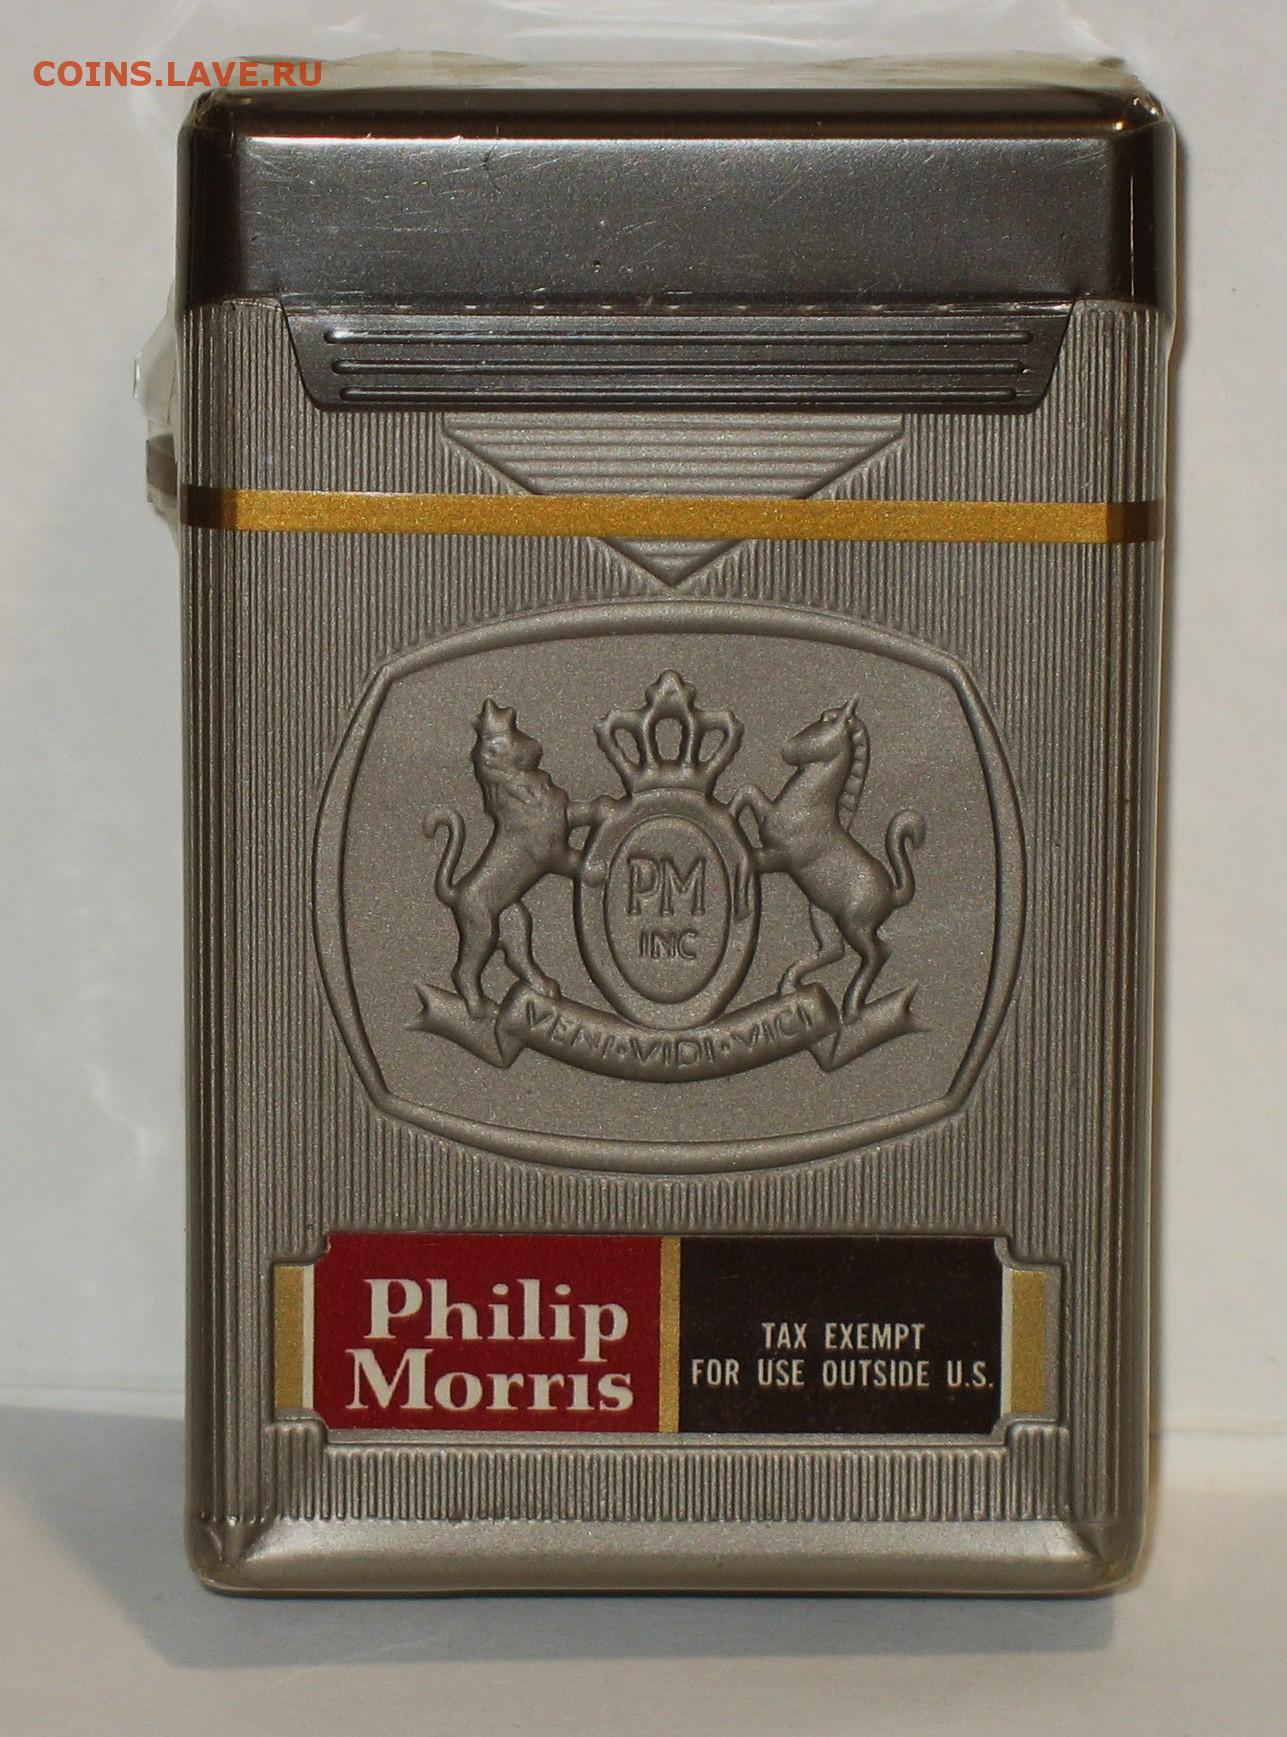 COINS.LAVE.RU
PM
INC
VENI·VIDI·VICI
Philip
Morris
TAX EXEMPT
FOR USE OUTSIDE U.S.